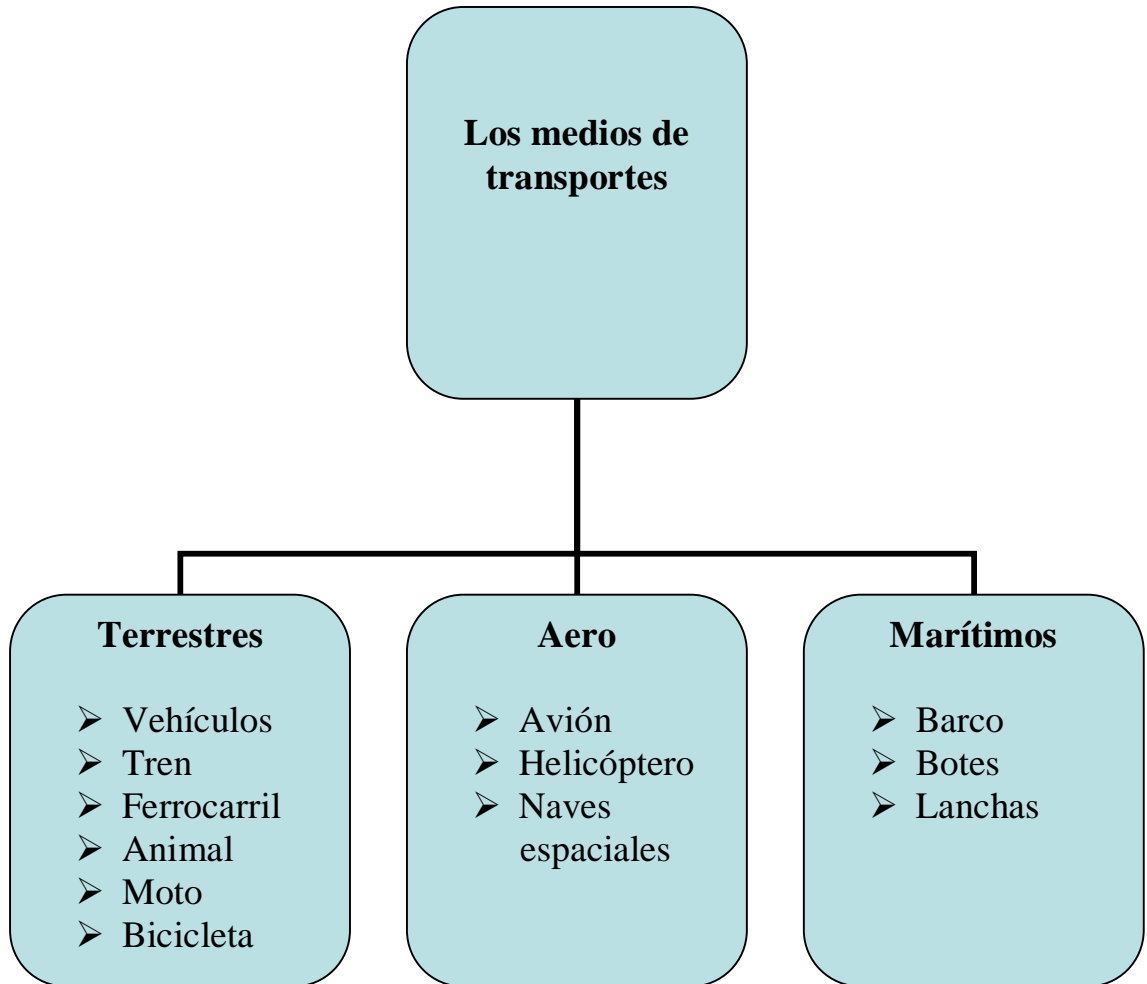 Los medios de
transportes
Terrestres
➢ Vehículos
➢ Tren
➢ Ferrocarril
➢ Animal
➢ Moto
➢ Bicicleta
Aero
➢ Avión
➢ Helicóptero
➢ Naves
espaciales
Marítimos
➢ Barco
➢ Botes
➢ Lanchas